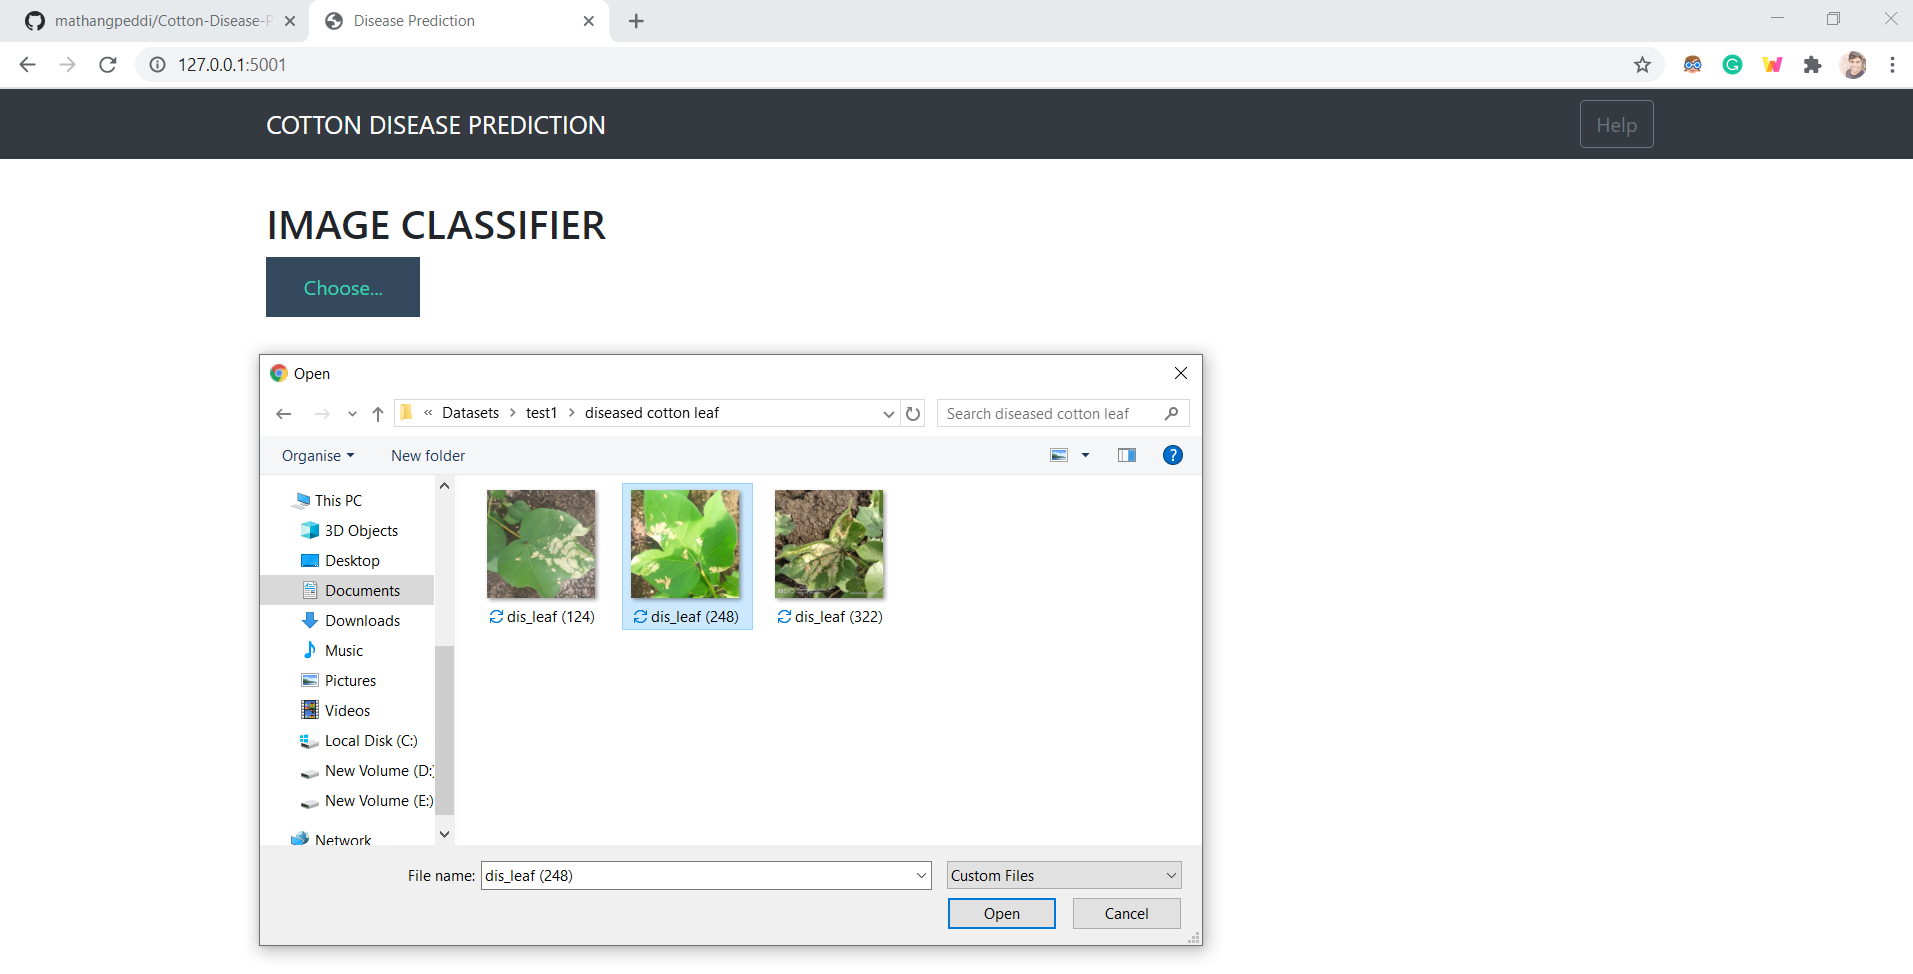 mathangpeddi/Cotton-Disease-P
Disease Prediction
127.0.0.1:5001
COTTON DISEASE PREDICTION
Help
IMAGE CLASSIFIER
Choose...
Open
« Datasets > test1 > diseased cotton leaf
Search diseased cotton leaf
Organise
New folder
This PC
3D Objects
Desktop
Documents
Downloads
Music
Pictures
Videos
Local Disk (C:)
New Volume (D:)
New Volume (E:)
Network
dis_leaf (124)
dis_leaf (248)
dis_leaf (322)
File name: dis_leaf (248)
Custom Files
Open
Cancel